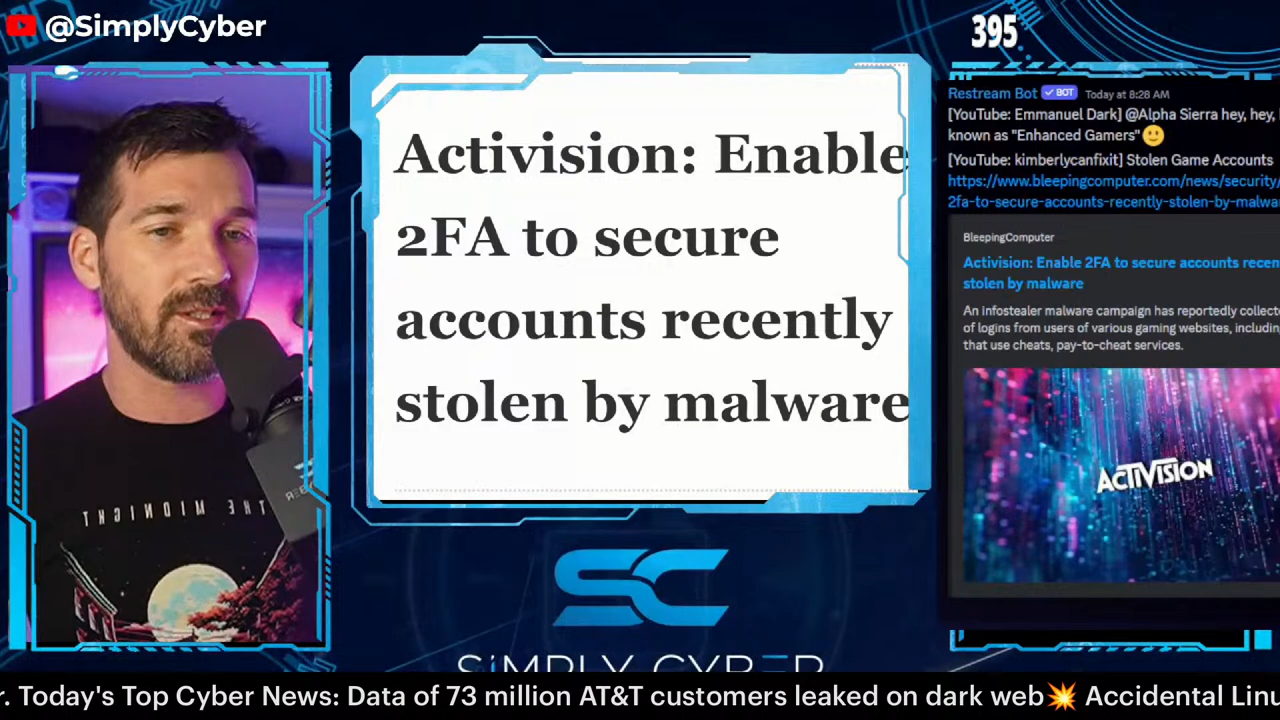 @SimplyCyber
395
Activision: Enable
2FA to secure
accounts recently
stolen by malware
Restream Bot BOT Today at 8:28 AM
[YouTube: Emmanuel Dark] @Alpha Sierra hey, hey,
known as "Enhanced Gamers"🙂
[YouTube: kimberlycanfixit] Stolen Game Accounts
https://www.bleepingcomputer.com/news/security/
2fa-to-secure-accounts-recently-stolen-by-malwa
BleepingComputer
Activision: Enable 2FA to secure accounts recen
stolen by malware
An infostealer malware campaign has reportedly collect
of logins from users of various gaming websites, includin
that use cheats, pay-to-cheat services.
ACTIVISION
THE MIDNIGHT
SC
SIMPLY CYBER
r. Today's Top Cyber News: Data of 73 million AT&T customers leaked on dark web💥 Accidental Linu